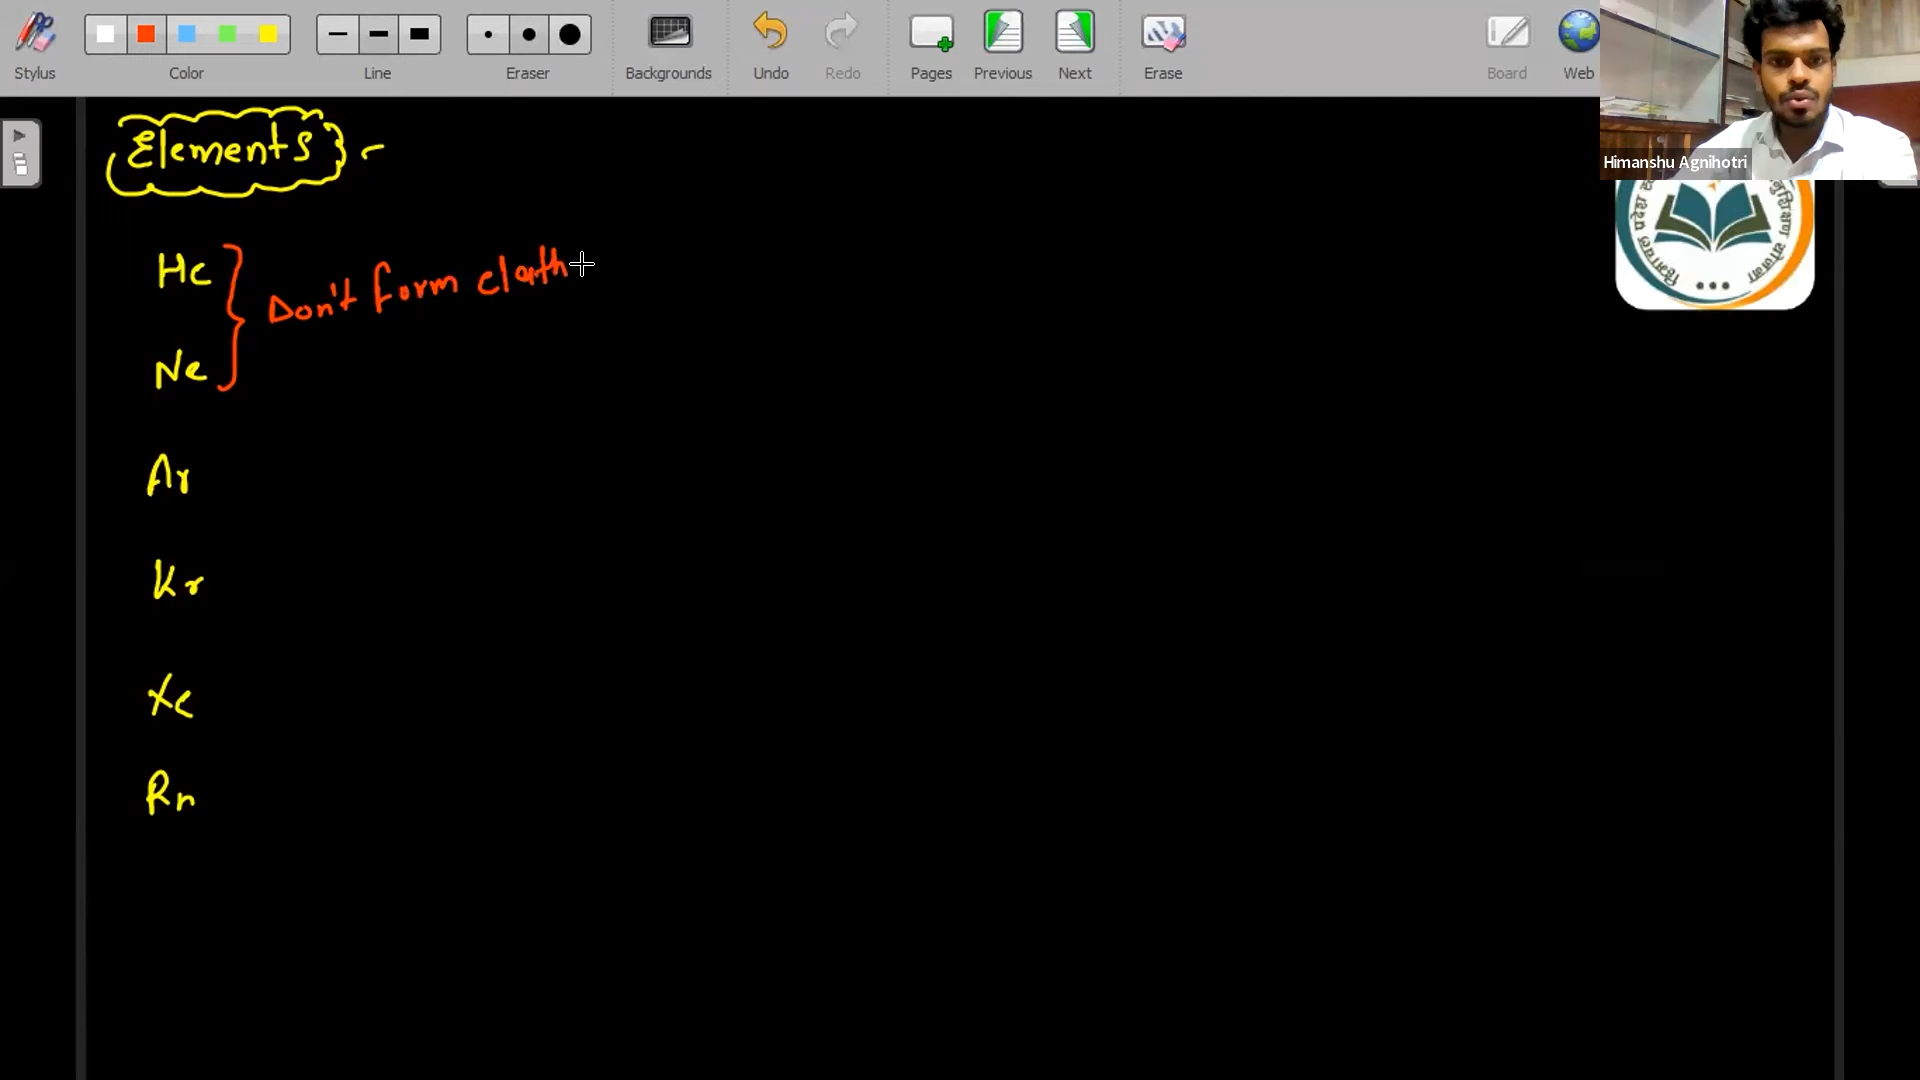 Stylus Color Line Eraser Backgrounds Undo Redo Pages Previous Next Erase Board Web
Himanshu Agnihotri
Elements -
He
Don't form clath
Ne
Ar
Kr
Xe
Rn